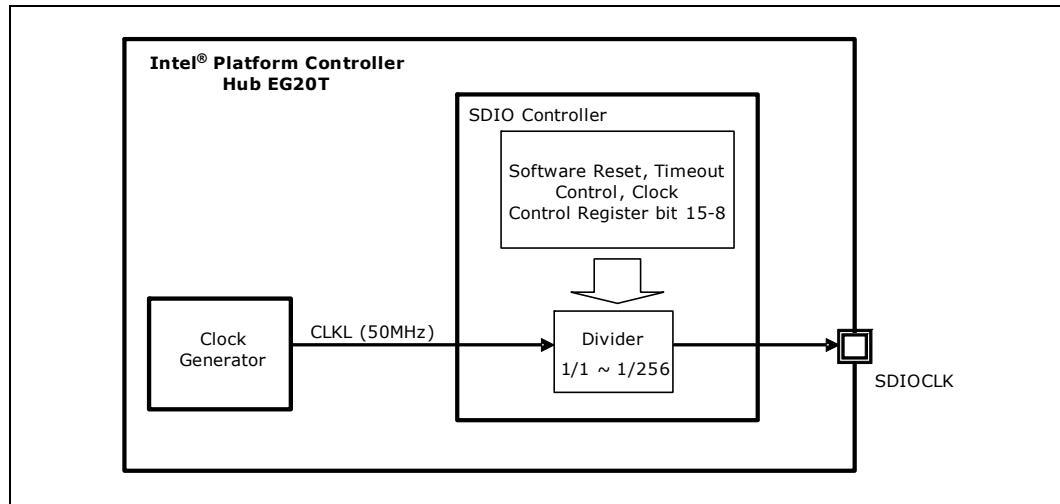 Intel® Platform Controller
Hub EG20T
SDIO Controller
Software Reset, Timeout
Control, Clock
Control Register bit 15-8
Clock
Generator
CLKL (50MHz)
Divider
1/1 ~ 1/256
SDIOCLK